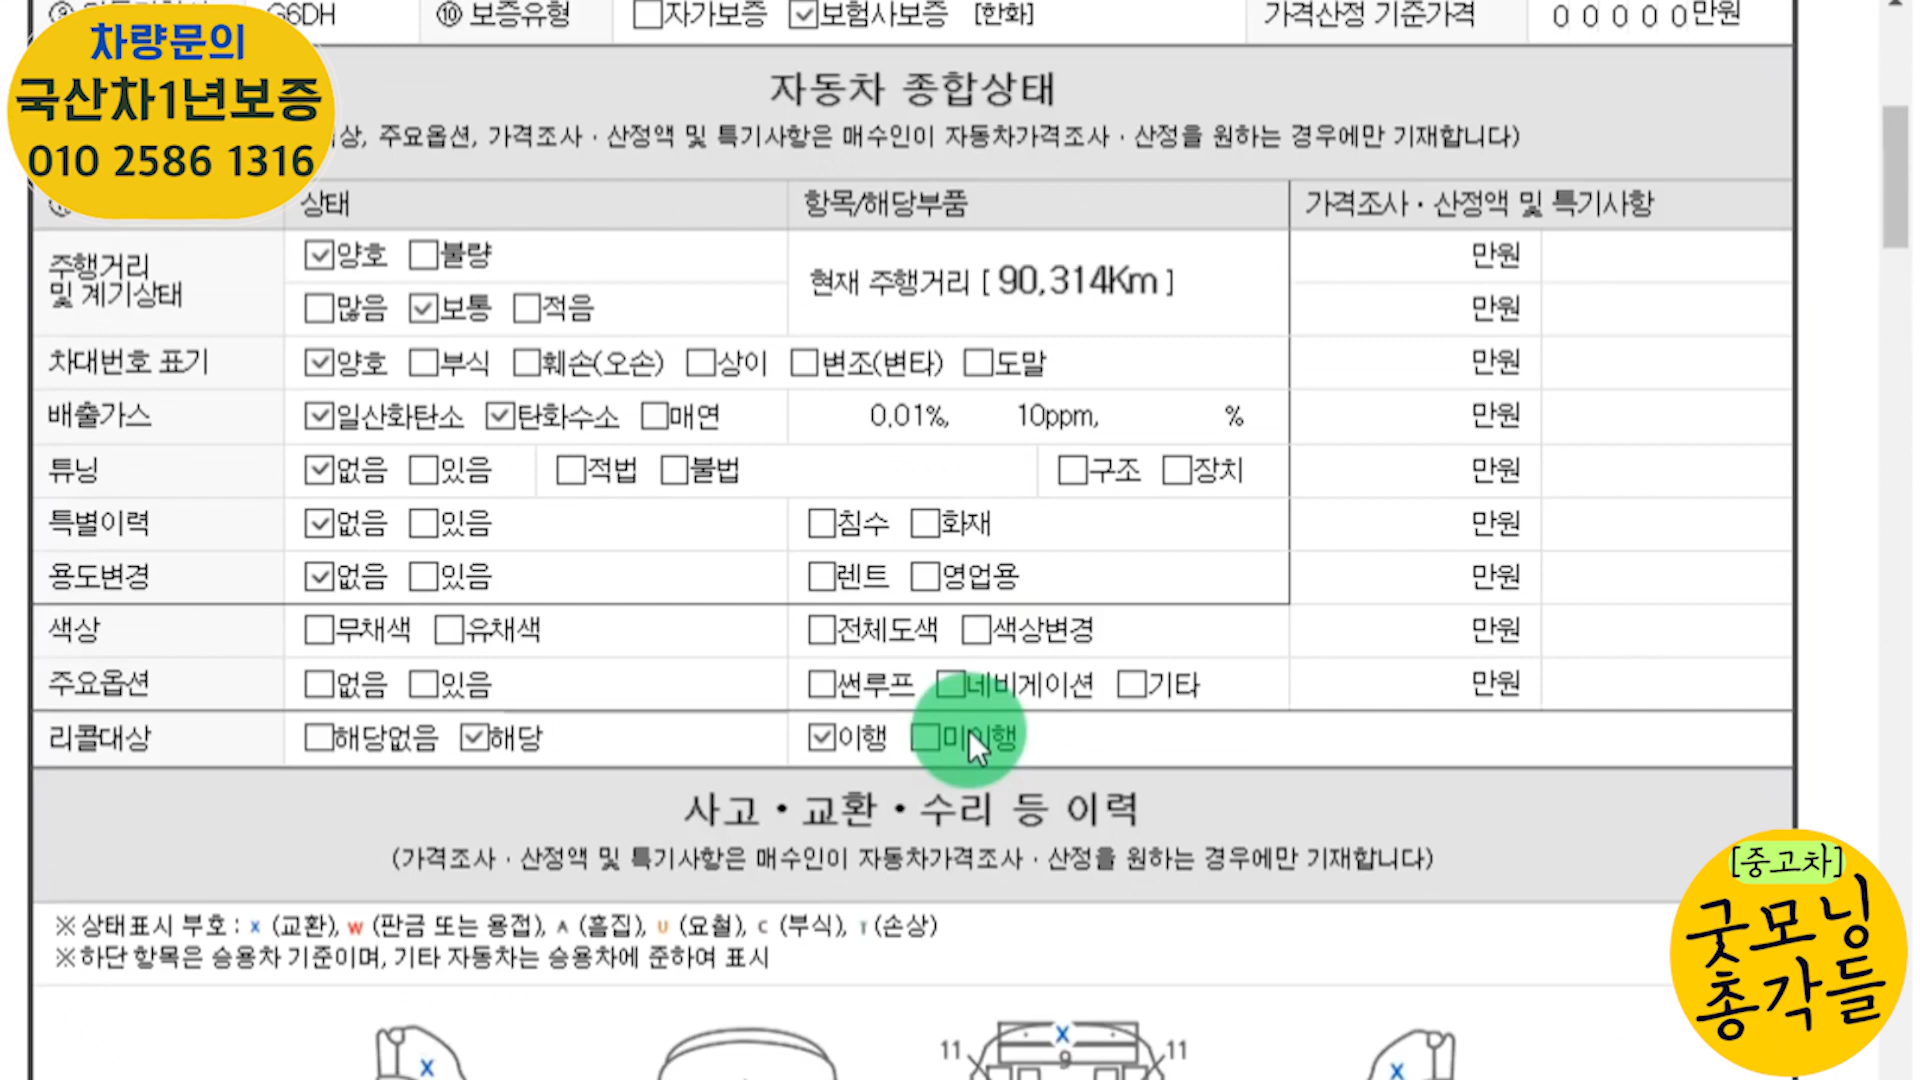 G6DH ⑩ 보증유형 □자가보증 ☑보험사보증 [한화] 가격산정 기준가격 0 0 0 0 0만원
차량문의
국산차1년보증
010 2586 1316
자동차 종합상태
상, 주요옵션, 가격조사 · 산정액 및 특기사항은 매수인이 자동차가격조사 · 산정을 원하는 경우에만 기재합니다)
상태 항목/해당부품 가격조사 · 산정액 및 특기사항
주행거리
및 계기상태
☑양호 □불량 만원
현재 주행거리 [ 90,314Km ]
□많음 ☑보통 □적음 만원
차대번호 표기 ☑양호 □부식 □훼손(오손) □상이 □변조(변타) □도말 만원
배출가스 ☑일산화탄소 ☑탄화수소 □매연 0.01%, 10ppm, % 만원
튜닝 ☑없음 □있음 □적법 □불법 □구조 □장치 만원
특별이력 ☑없음 □있음 □침수 □화재 만원
용도변경 ☑없음 □있음 □렌트 □영업용 만원
색상 □무채색 □유채색 □전체도색 □색상변경 만원
주요옵션 □없음 □있음 □썬루프 □네비게이션 □기타 만원
리콜대상 □해당없음 ☑해당 ☑이행 □미이행
사고 · 교환 · 수리 등 이력
(가격조사 · 산정액 및 특기사항은 매수인이 자동차가격조사 · 산정을 원하는 경우에만 기재합니다)
※ 상태표시 부호 : X (교환), W (판금 또는 용접), A (흠집), U (요철), C (부식), T (손상)
※ 하단 항목은 승용차 기준이며, 기타 자동차는 승용차에 준하여 표시
X 11 X 9 11 X
[중고차]
굿모닝
총각들